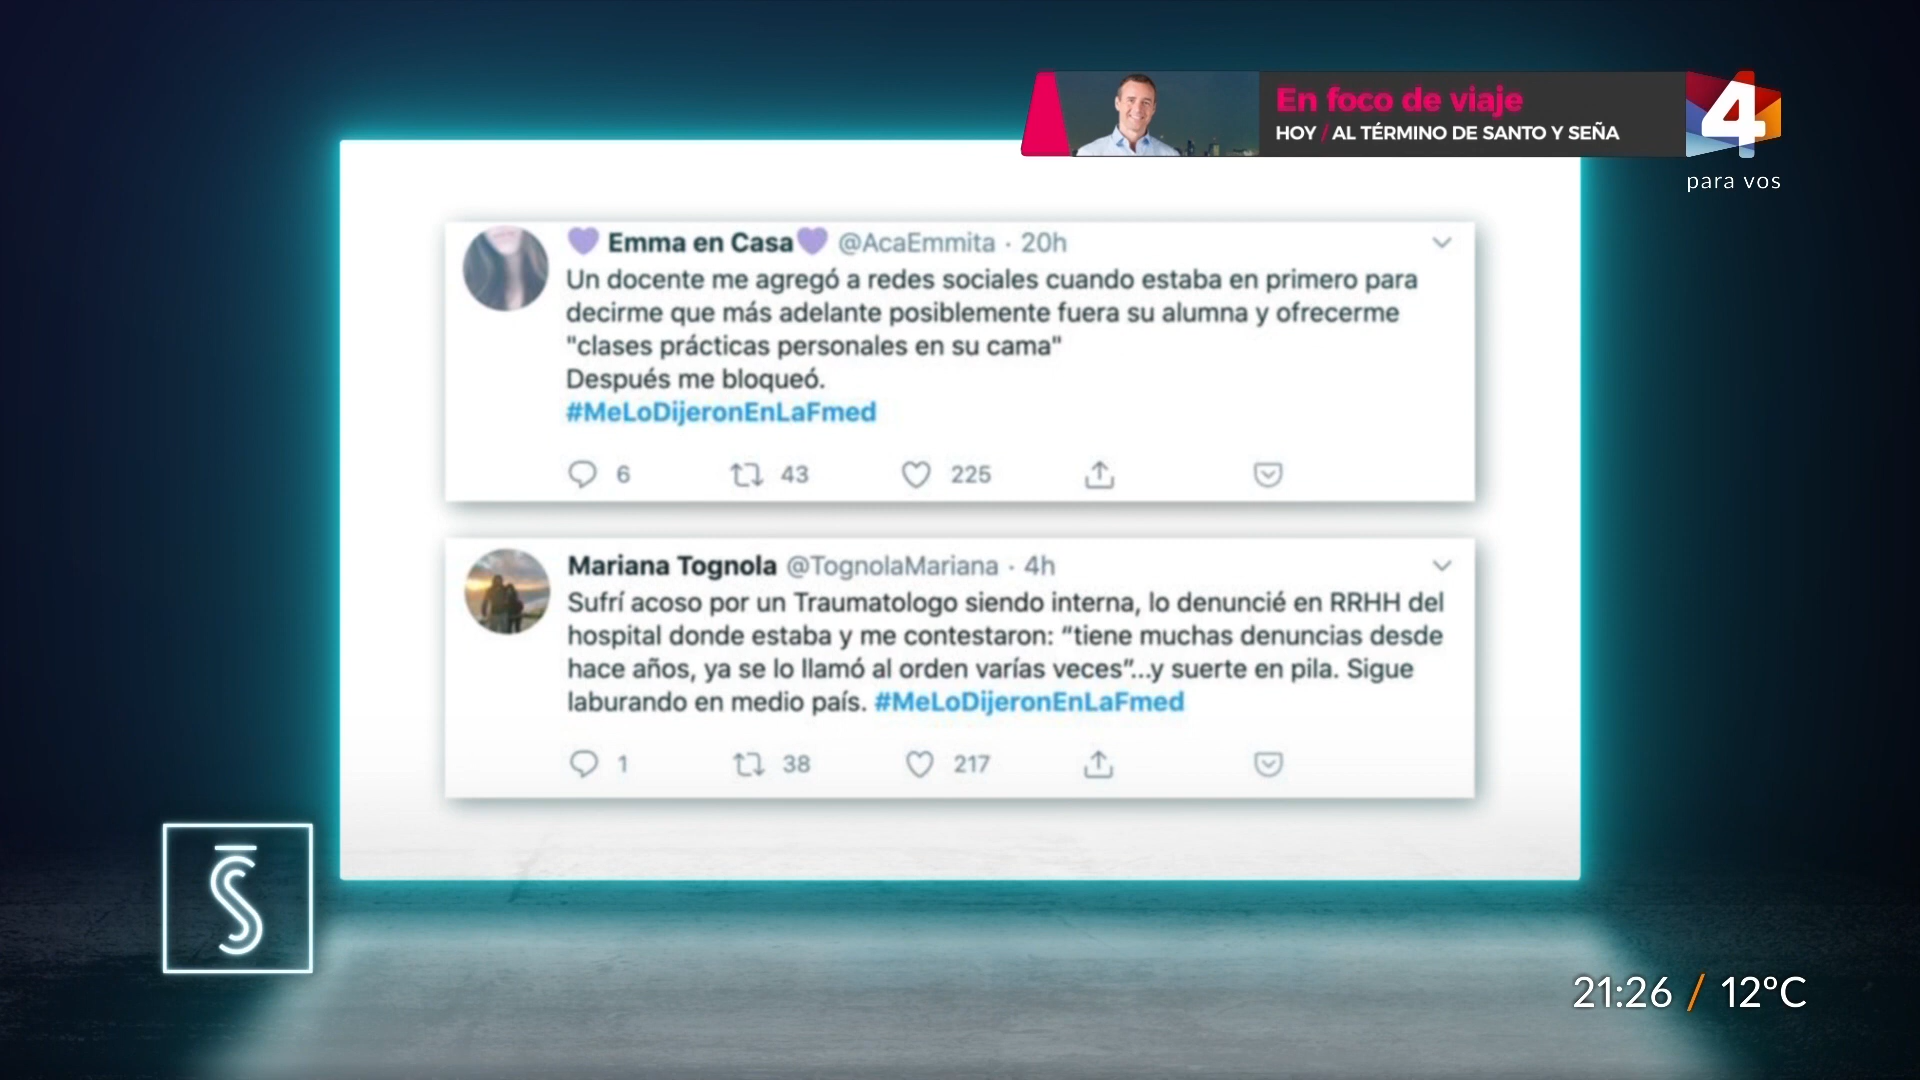 En foco de viaje
HOY / AL TÉRMINO DE SANTO Y SEÑA
4
para vos
💜 Emma en Casa💜 @AcaEmmita · 20h
Un docente me agregó a redes sociales cuando estaba en primero para
decirme que más adelante posiblemente fuera su alumna y ofrecerme
"clases prácticas personales en su cama"
Después me bloqueó.
#MeLoDijeronEnLaFmed
6 43 225
Mariana Tognola @TognolaMariana · 4h
Sufrí acoso por un Traumatologo siendo interna, lo denuncié en RRHH del
hospital donde estaba y me contestaron: “tiene muchas denuncias desde
hace años, ya se lo llamó al orden varías veces”...y suerte en pila. Sigue
laburando en medio país. #MeLoDijeronEnLaFmed
1 38 217
S
21:26 / 12°C